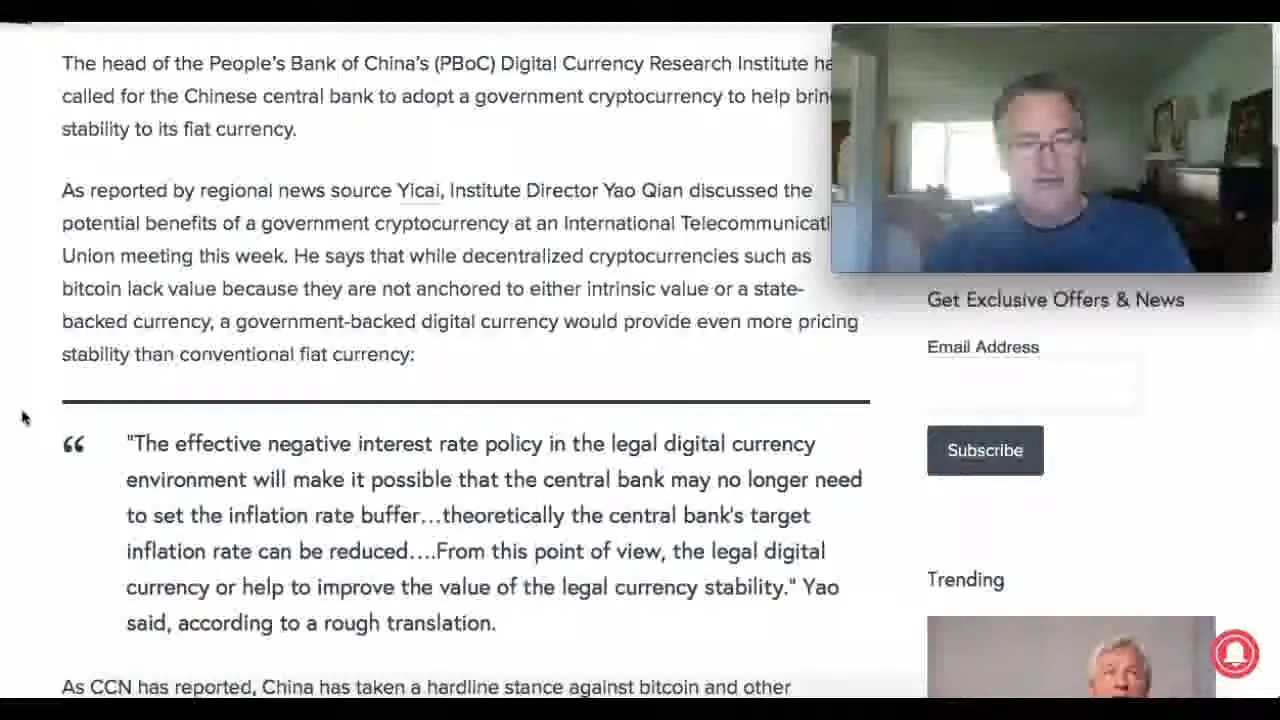 The head of the People's Bank of China's (PBoC) Digital Currency Research Institute
called for the Chinese central bank to adopt a government cryptocurrency to help
stability to its fiat currency.
As reported by regional news source Yicai, Institute Director Yao Qian discussed the
potential benefits of a government cryptocurrency at an International
Union meeting this week. He says that while decentralized cryptocurrencies such as
bitcoin lack value because they are not anchored to either intrinsic value or a state-
backed currency, a government-backed digital currency would provide even more pricing
stability than conventional fiat currency:
“ "The effective negative interest rate policy in the legal digital currency
environment will make it possible that the central bank may no longer need
to set the inflation rate buffer...theoretically the central bank's target
inflation rate can be reduced....From this point of view, the legal digital
currency or help to improve the value of the legal currency stability." Yao
said, according to a rough translation.
As CCN has reported, China has taken a hardline stance against bitcoin and other
Get Exclusive Offers & News
Email Address
Subscribe
Trending